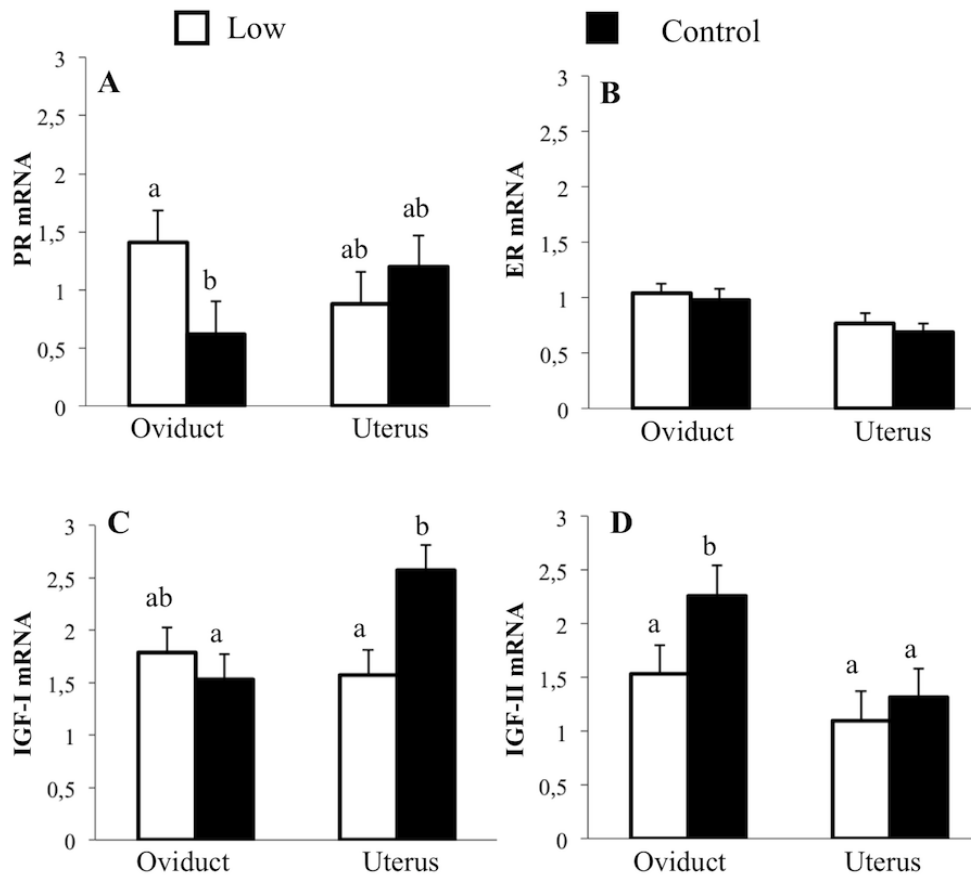 Low Control
A
PR mRNA
3
2,5
2
1,5
1
0,5
0
a
b
ab
ab
Oviduct Uterus
B
ER mRNA
3
2,5
2
1,5
1
0,5
0
Oviduct Uterus
C
IGF-I mRNA
3
2,5
2
1,5
1
0,5
0
ab
a
a
b
Oviduct Uterus
D
IGF-II mRNA
3
2,5
2
1,5
1
0,5
0
a
b
a
a
Oviduct Uterus